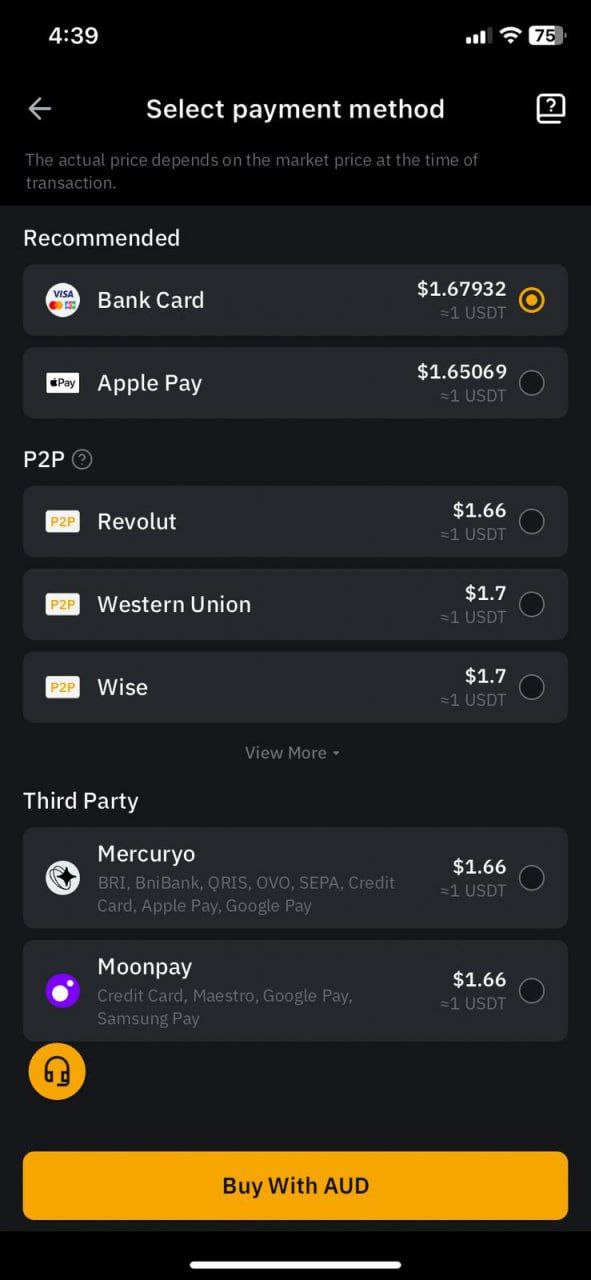 4:39
75
Select payment method
The actual price depends on the market price at the time of
transaction.
Recommended
VISA
Bank Card
$1.67932
≈1 USDT
Pay
Apple Pay
$1.65069
≈1 USDT
P2P
P2P
Revolut
$1.66
≈1 USDT
P2P
Western Union
$1.7
≈1 USDT
P2P
Wise
$1.7
≈1 USDT
View More
Third Party
Mercuryo
BRI, BniBank, QRIS, OVO, SEPA, Credit
Card, Apple Pay, Google Pay
$1.66
≈1 USDT
Moonpay
Credit Card, Maestro, Google Pay,
Samsung Pay
$1.66
≈1 USDT
Buy With AUD